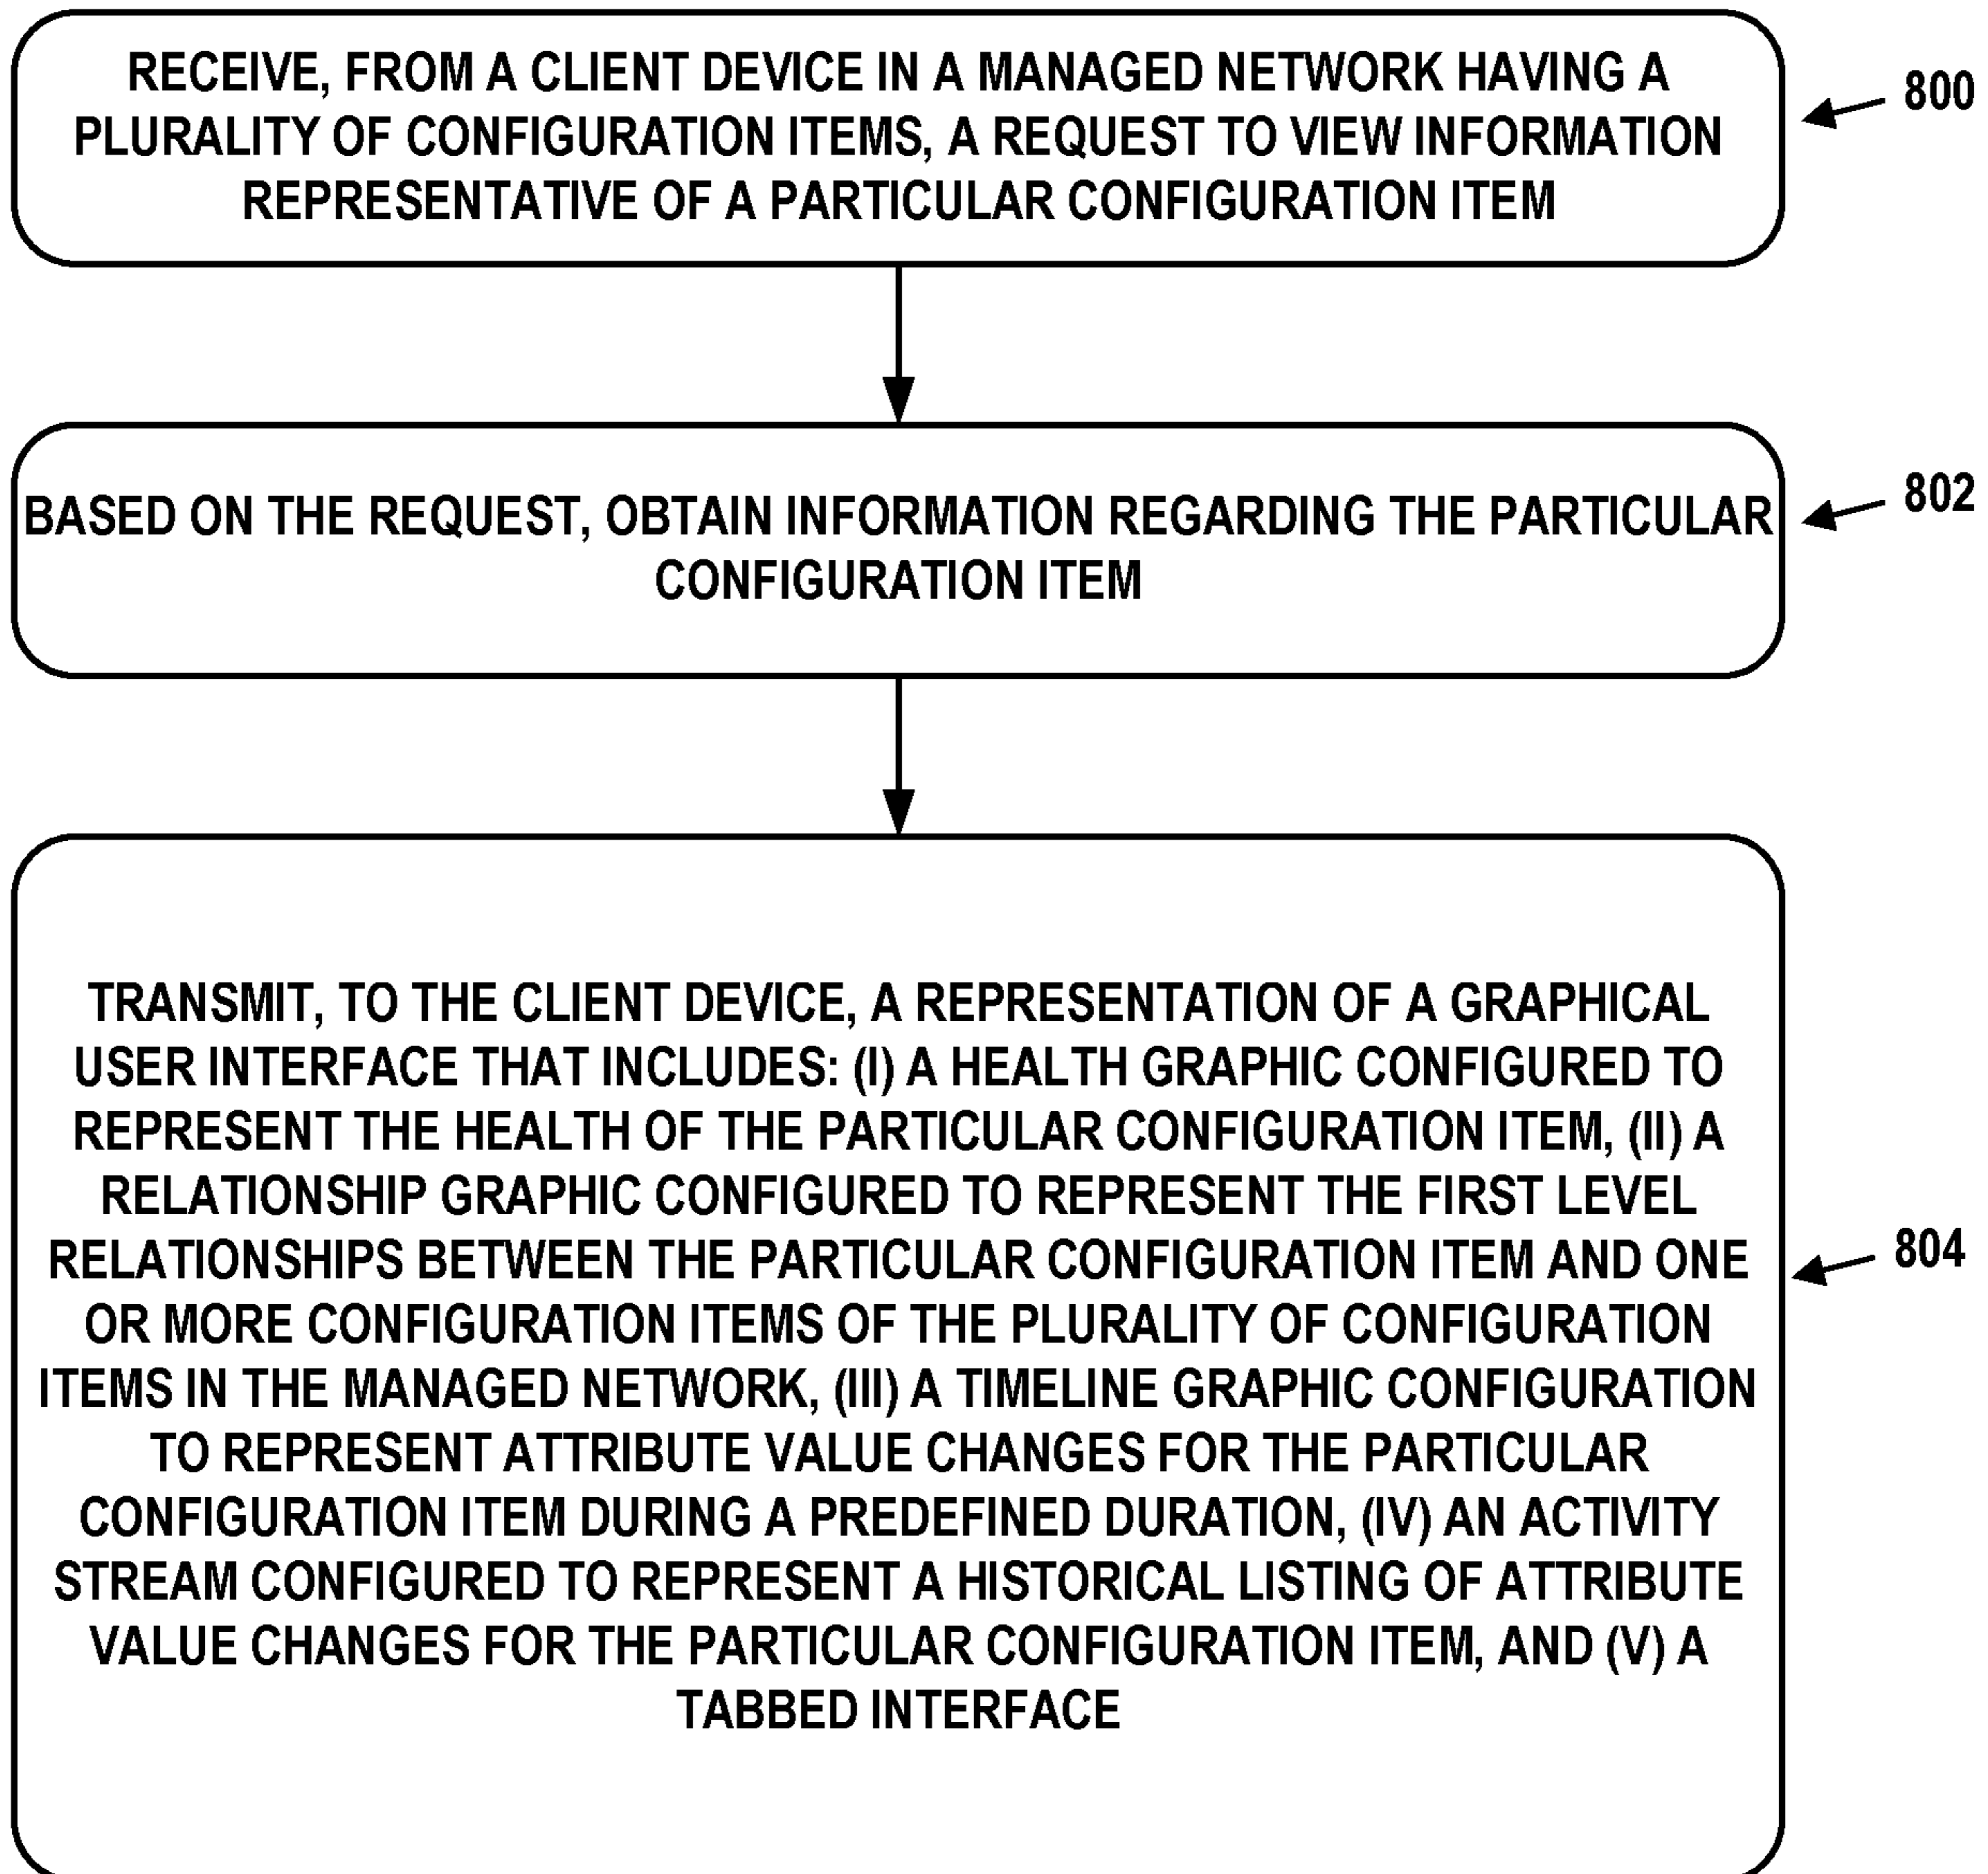 RECEIVE, FROM A CLIENT DEVICE IN A MANAGED NETWORK HAVING A
PLURALITY OF CONFIGURATION ITEMS, A REQUEST TO VIEW INFORMATION
REPRESENTATIVE OF A PARTICULAR CONFIGURATION ITEM
800
BASED ON THE REQUEST, OBTAIN INFORMATION REGARDING THE PARTICULAR
CONFIGURATION ITEM
802
TRANSMIT, TO THE CLIENT DEVICE, A REPRESENTATION OF A GRAPHICAL
USER INTERFACE THAT INCLUDES: (I) A HEALTH GRAPHIC CONFIGURED TO
REPRESENT THE HEALTH OF THE PARTICULAR CONFIGURATION ITEM, (II) A
RELATIONSHIP GRAPHIC CONFIGURED TO REPRESENT THE FIRST LEVEL
RELATIONSHIPS BETWEEN THE PARTICULAR CONFIGURATION ITEM AND ONE
OR MORE CONFIGURATION ITEMS OF THE PLURALITY OF CONFIGURATION
ITEMS IN THE MANAGED NETWORK, (III) A TIMELINE GRAPHIC CONFIGURATION
TO REPRESENT ATTRIBUTE VALUE CHANGES FOR THE PARTICULAR
CONFIGURATION ITEM DURING A PREDEFINED DURATION, (IV) AN ACTIVITY
STREAM CONFIGURED TO REPRESENT A HISTORICAL LISTING OF ATTRIBUTE
VALUE CHANGES FOR THE PARTICULAR CONFIGURATION ITEM, AND (V) A
TABBED INTERFACE
804